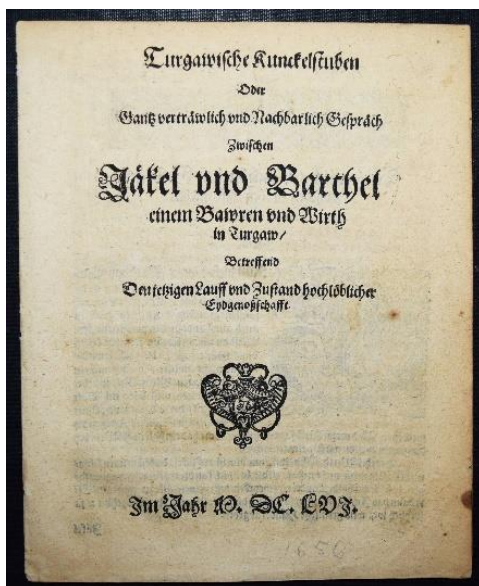 Turgawische Kunckelstuben
Oder
Gantz verträwlich vnd Nachbarlich Gespräch
Zwischen
Jäkel vnd Barthel
einem Bawren vnd Wirth
in Turgaw/
Betreffend
Den jetzigen Lauff vnd Zustand hochlöblicher
Eydgnoßschafft.
Im Jahr M. DC. LVI.
1656